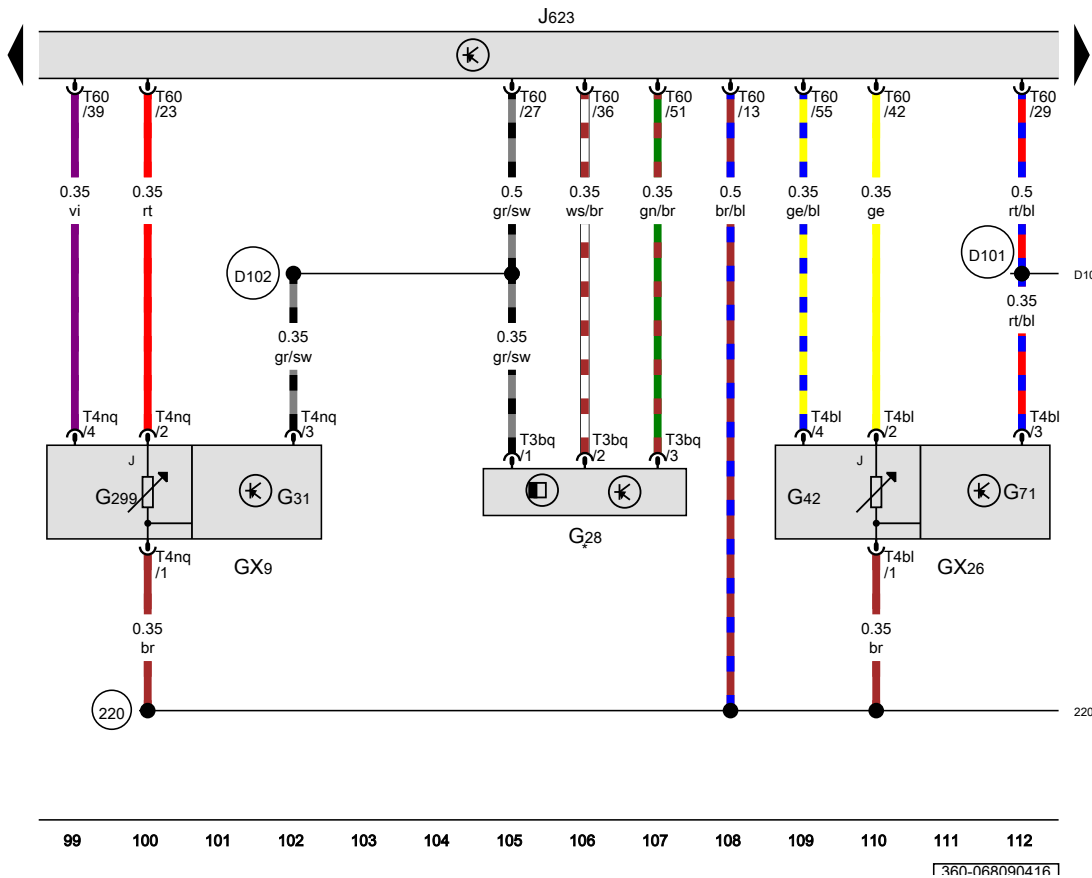 J623
T60 T60 T60 T60 T60 T60 T60 T60 T60
/39 /23 /27 /36 /51 /13 /55 /42 /29
0.35 0.35 0.5 0.35 0.35 0.5 0.35 0.35 0.5
vi rt gr/sw ws/br gn/br br/bl ge/bl ge rt/bl
D101
D102
0.35
rt/bl
0.35 0.35
gr/sw gr/sw
T4nq T4nq T4nq T4bl T4bl T4bl
/4 /2 /3 /4 /2 /3
T3bq T3bq T3bq
/1 /2 /3
J J
G299 G31 G42 G71
G28
*
T4nq T4bl
/1 /1
GX9 GX26
0.35 0.35
br br
220 220
99 100 101 102 103 104 105 106 107 108 109 110 111 112
360-068090416